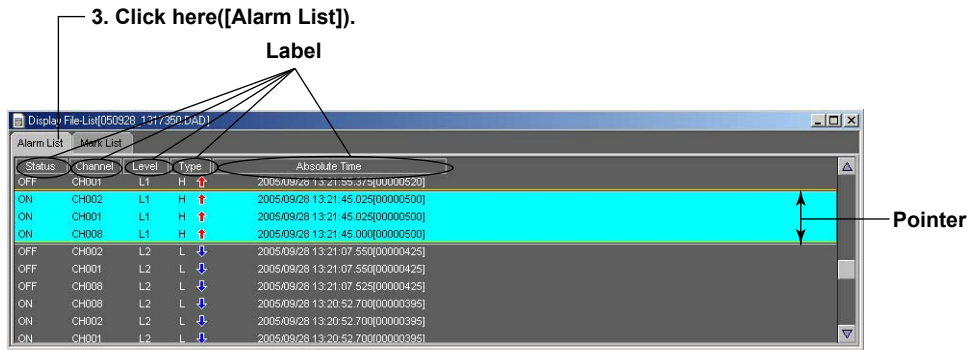 3. Click here([Alarm List]).
Label
Display File-List[050928_1317350.DAD]
Alarm List Mark List
Status Channel Level Type Absolute Time
OFF CH001 L1 H 2005/09/28 13:21:55.375[00000520]
ON CH002 L1 H 2005/09/28 13:21:45.025[00000500]
ON CH001 L1 H 2005/09/28 13:21:45.025[00000500]
ON CH008 L1 H 2005/09/28 13:21:45.000[00000500]
Pointer
OFF CH002 L2 L 2005/09/28 13:21:07.550[00000425]
OFF CH001 L2 L 2005/09/28 13:21:07.550[00000425]
OFF CH008 L2 L 2005/09/28 13:21:07.525[00000425]
ON CH008 L2 L 2005/09/28 13:20:52.700[00000395]
ON CH002 L2 L 2005/09/28 13:20:52.700[00000395]
ON CH001 L2 L 2005/09/28 13:20:52.700[00000395]